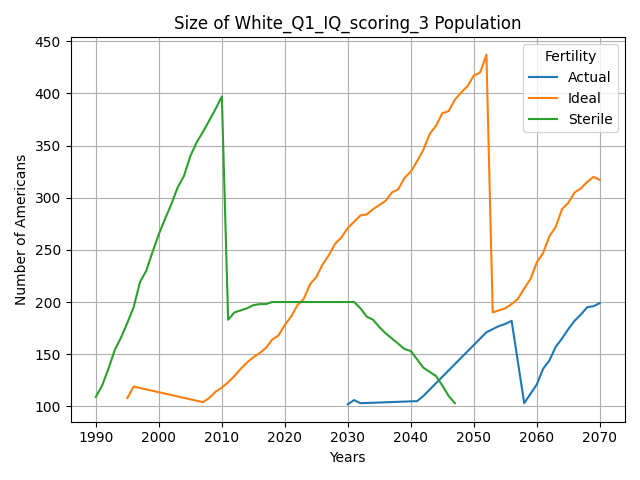 Size of White_Q1_IQ_scoring_3 Population
Number of Americans
450
400
350
300
250
200
150
100
Fertility
Actual
Ideal
Sterile
1990 2000 2010 2020 2030 2040 2050 2060 2070
Years